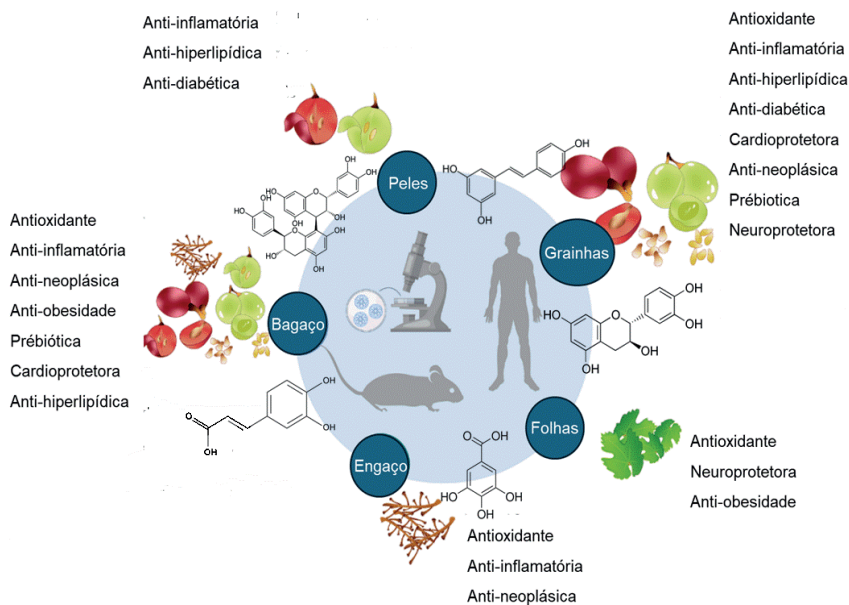 Anti-inflamatória
Anti-hiperlipídica
Anti-diabética
Antioxidante
Anti-inflamatória
Anti-hiperlipídica
Anti-diabética
Cardioprotetora
Anti-neoplásica
Prébiotica
Neuroprotetora
Peles
OH
OH
HO
O
OH
OH
HO
HO
O
OH
OH
HO
OH
HO
OH
OH
Grainhas
Antioxidante
Anti-inflamatória
Anti-neoplásica
Anti-obesidade
Prébiótica
Cardioprotetora
Anti-hiperlipídica
Bagaço
OH
OH
HO
O
OH
OH
O
OH
OH
OH
Engaço
O
OH
HO
OH
OH
Folhas
Antioxidante
Neuroprotetora
Anti-obesidade
Antioxidante
Anti-inflamatória
Anti-neoplásica